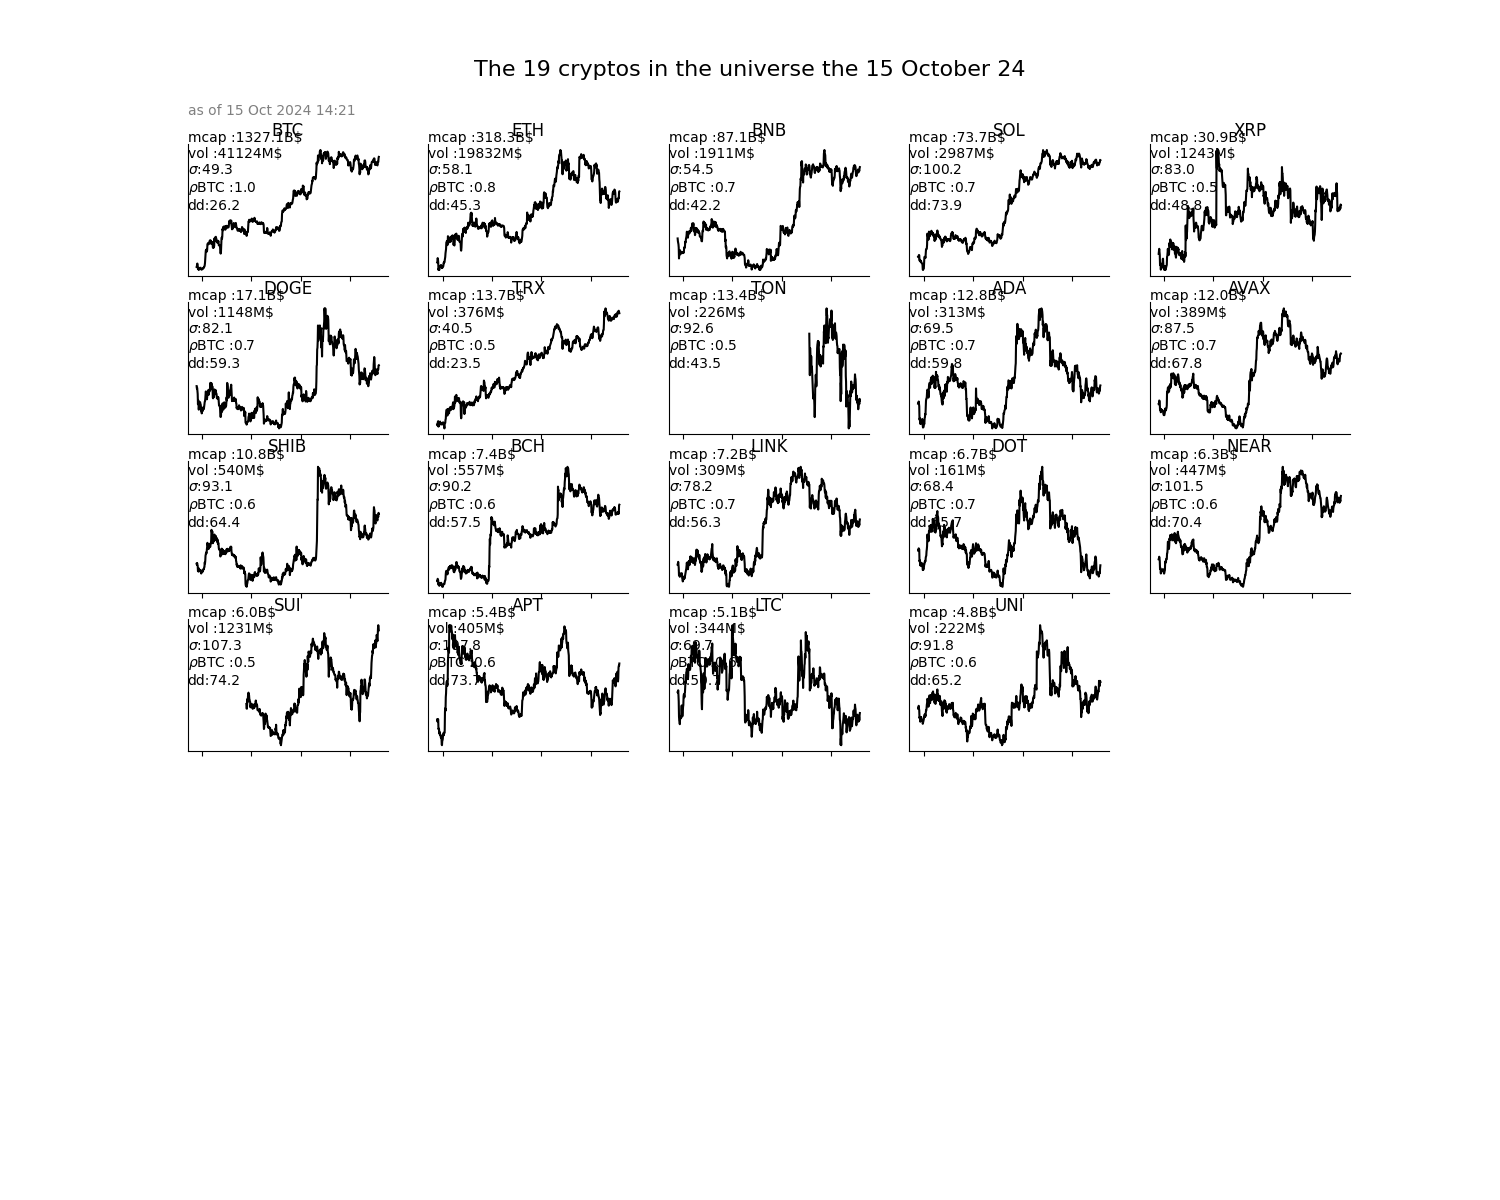 The 19 cryptos in the universe the 15 October 24
as of 15 Oct 2024 14:21
BTC
mcap :1327.1B$
vol :41124M$
σ:49.3
ρBTC :1.0
dd:26.2
ETH
mcap :318.3B$
vol :19832M$
σ:58.1
ρBTC :0.8
dd:45.3
BNB
mcap :87.1B$
vol :1911M$
σ:54.5
ρBTC :0.7
dd:42.2
SOL
mcap :73.7B$
vol :2987M$
σ:100.2
ρBTC :0.7
dd:73.9
XRP
mcap :30.9B$
vol :1243M$
σ:83.0
ρBTC :0.5
dd:48.8
DOGE
mcap :17.1B$
vol :1148M$
σ:82.1
ρBTC :0.7
dd:59.3
TRX
mcap :13.7B$
vol :376M$
σ:40.5
ρBTC :0.5
dd:23.5
TON
mcap :13.4B$
vol :226M$
σ:92.6
ρBTC :0.5
dd:43.5
ADA
mcap :12.8B$
vol :313M$
σ:69.5
ρBTC :0.7
dd:59.8
AVAX
mcap :12.0B$
vol :389M$
σ:87.5
ρBTC :0.7
dd:67.8
SHIB
mcap :10.8B$
vol :540M$
σ:93.1
ρBTC :0.6
dd:64.4
BCH
mcap :7.4B$
vol :557M$
σ:90.2
ρBTC :0.6
dd:57.5
LINK
mcap :7.2B$
vol :309M$
σ:78.2
ρBTC :0.7
dd:56.3
DOT
mcap :6.7B$
vol :161M$
σ:68.4
ρBTC :0.7
NEAR
mcap :6.3B$
vol :447M$
σ:101.5
ρBTC :0.6
dd:70.4
SUI
mcap :6.0B$
vol :1231M$
σ:107.3
ρBTC :0.5
dd:74.2
APT
mcap :5.4B$
vol :405M$
ρBTC :0.6
LTC
mcap :5.1B$
vol :344M$
ρBTC
UNI
mcap :4.8B$
vol :222M$
σ:91.8
ρBTC :0.6
dd:65.2